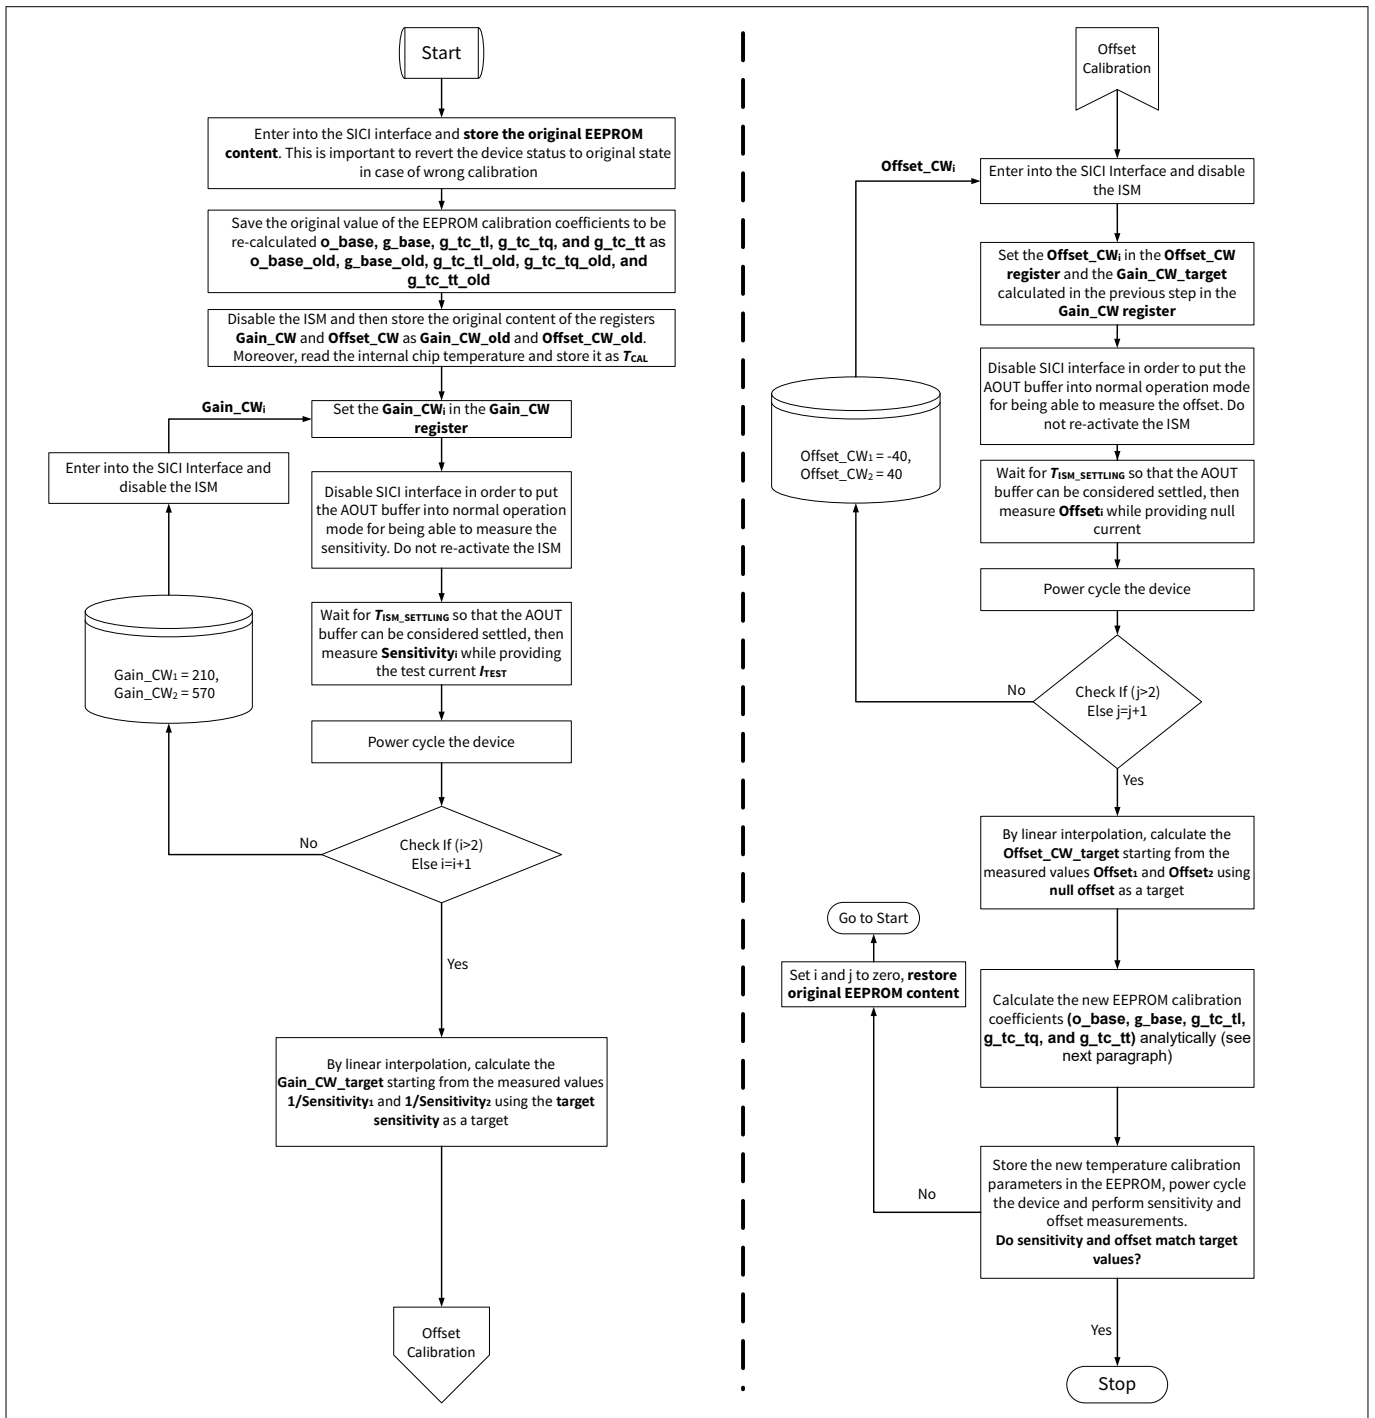 Start
Enter into the SICI interface and store the original EEPROM
content. This is important to revert the device status to original state
in case of wrong calibration
Save the original value of the EEPROM calibration coefficients to be
re-calculated o_base, g_base, g_tc_tl, g_tc_tq, and g_tc_tt as
o_base_old, g_base_old, g_tc_tl_old, g_tc_tq_old, and
g_tc_tt_old
Disable the ISM and then store the original content of the registers
Gain_CW and Offset_CW as Gain_CW_old and Offset_CW_old.
Moreover, read the internal chip temperature and store it as TCAL
Gain_CWi
Set the Gain_CWi in the Gain_CW
register
Enter into the SICI Interface and
disable the ISM
Disable SICI interface in order to put
the AOUT buffer into normal operation
mode for being able to measure the
sensitivity. Do not re-activate the ISM
Gain_CW1 = 210,
Gain_CW2 = 570
Wait for TISM_SETTLING so that the AOUT
buffer can be considered settled, then
measure Sensitivityi while providing
the test current ITEST
Power cycle the device
No
Check If (i>2)
Else i=i+1
Yes
By linear interpolation, calculate the
Gain_CW_target starting from the measured values
1/Sensitivity1 and 1/Sensitivity2 using the target
sensitivity as a target
Offset
Calibration
Offset
Calibration
Offset_CWi
Enter into the SICI Interface and disable
the ISM
Set the Offset_CWi in the Offset_CW
register and the Gain_CW_target
calculated in the previous step in the
Gain_CW register
Disable SICI interface in order to put the
AOUT buffer into normal operation mode
for being able to measure the offset. Do
not re-activate the ISM
Offset_CW1 = -40,
Offset_CW2 = 40
Wait for TISM_SETTLING so that the AOUT
buffer can be considered settled, then
measure Offseti while providing null
current
Power cycle the device
No
Check If (j>2)
Else j=j+1
Yes
By linear interpolation, calculate the
Offset_CW_target starting from the
measured values Offset1 and Offset2 using
null offset as a target
Go to Start
Set i and j to zero, restore
original EEPROM content
Calculate the new EEPROM calibration
coefficients (o_base, g_base, g_tc_tl,
g_tc_tq, and g_tc_tt) analytically (see
next paragraph)
No
Store the new temperature calibration
parameters in the EEPROM, power cycle
the device and perform sensitivity and
offset measurements.
Do sensitivity and offset match target
values?
Yes
Stop